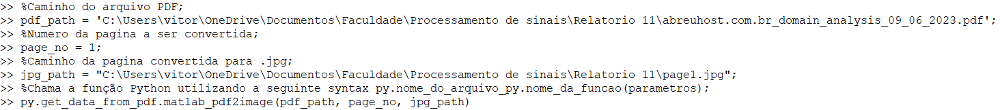 >> %Caminho do arquivo PDF;
>> pdf_path = 'C:\Users\vitor\OneDrive\Documentos\Faculdade\Processamento de sinais\Relatorio 11\abreuhost.com.br_domain_analysis_09_06_2023.pdf';
>> %Numero da pagina a ser convertida;
>> page_no = 1;
>> %Caminho da pagina convertida para .jpg;
>> jpg_path = "C:\Users\vitor\OneDrive\Documentos\Faculdade\Processamento de sinais\Relatorio 11\page1.jpg";
>> %Chama a função Python utilizando a seguinte syntax py.nome_do_arquivo_py.nome_da_funcao(parametros);
>> py.get_data_from_pdf.matlab_pdf2image(pdf_path, page_no, jpg_path)